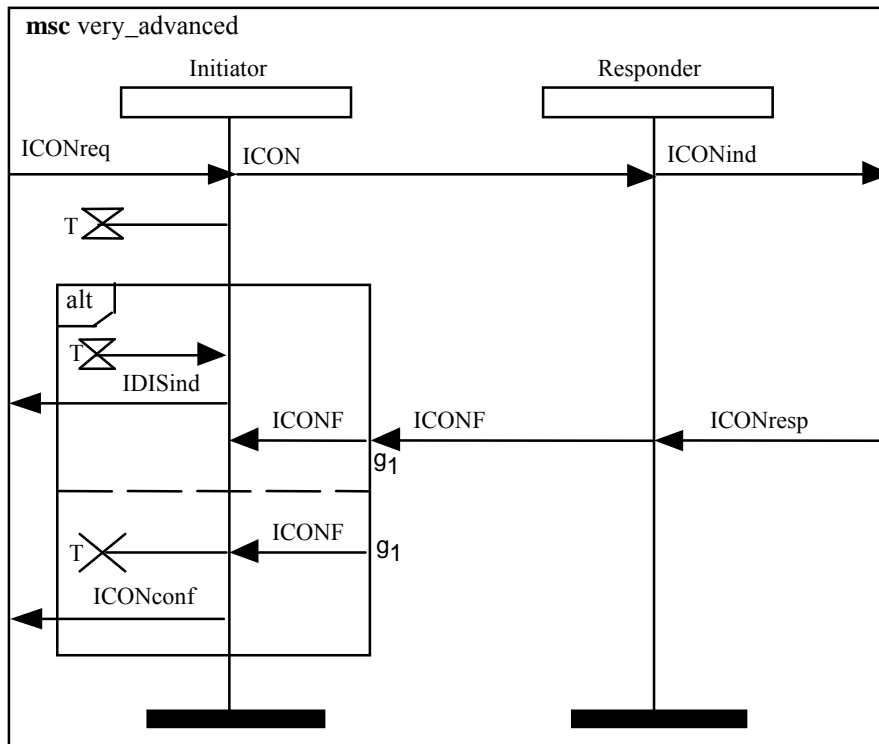 msc very_advanced
Initiator Responder
ICONreq ICON ICONind
T
alt
T
IDISind
ICONF ICONF ICONresp
g1
ICONF
T g1
ICONconf